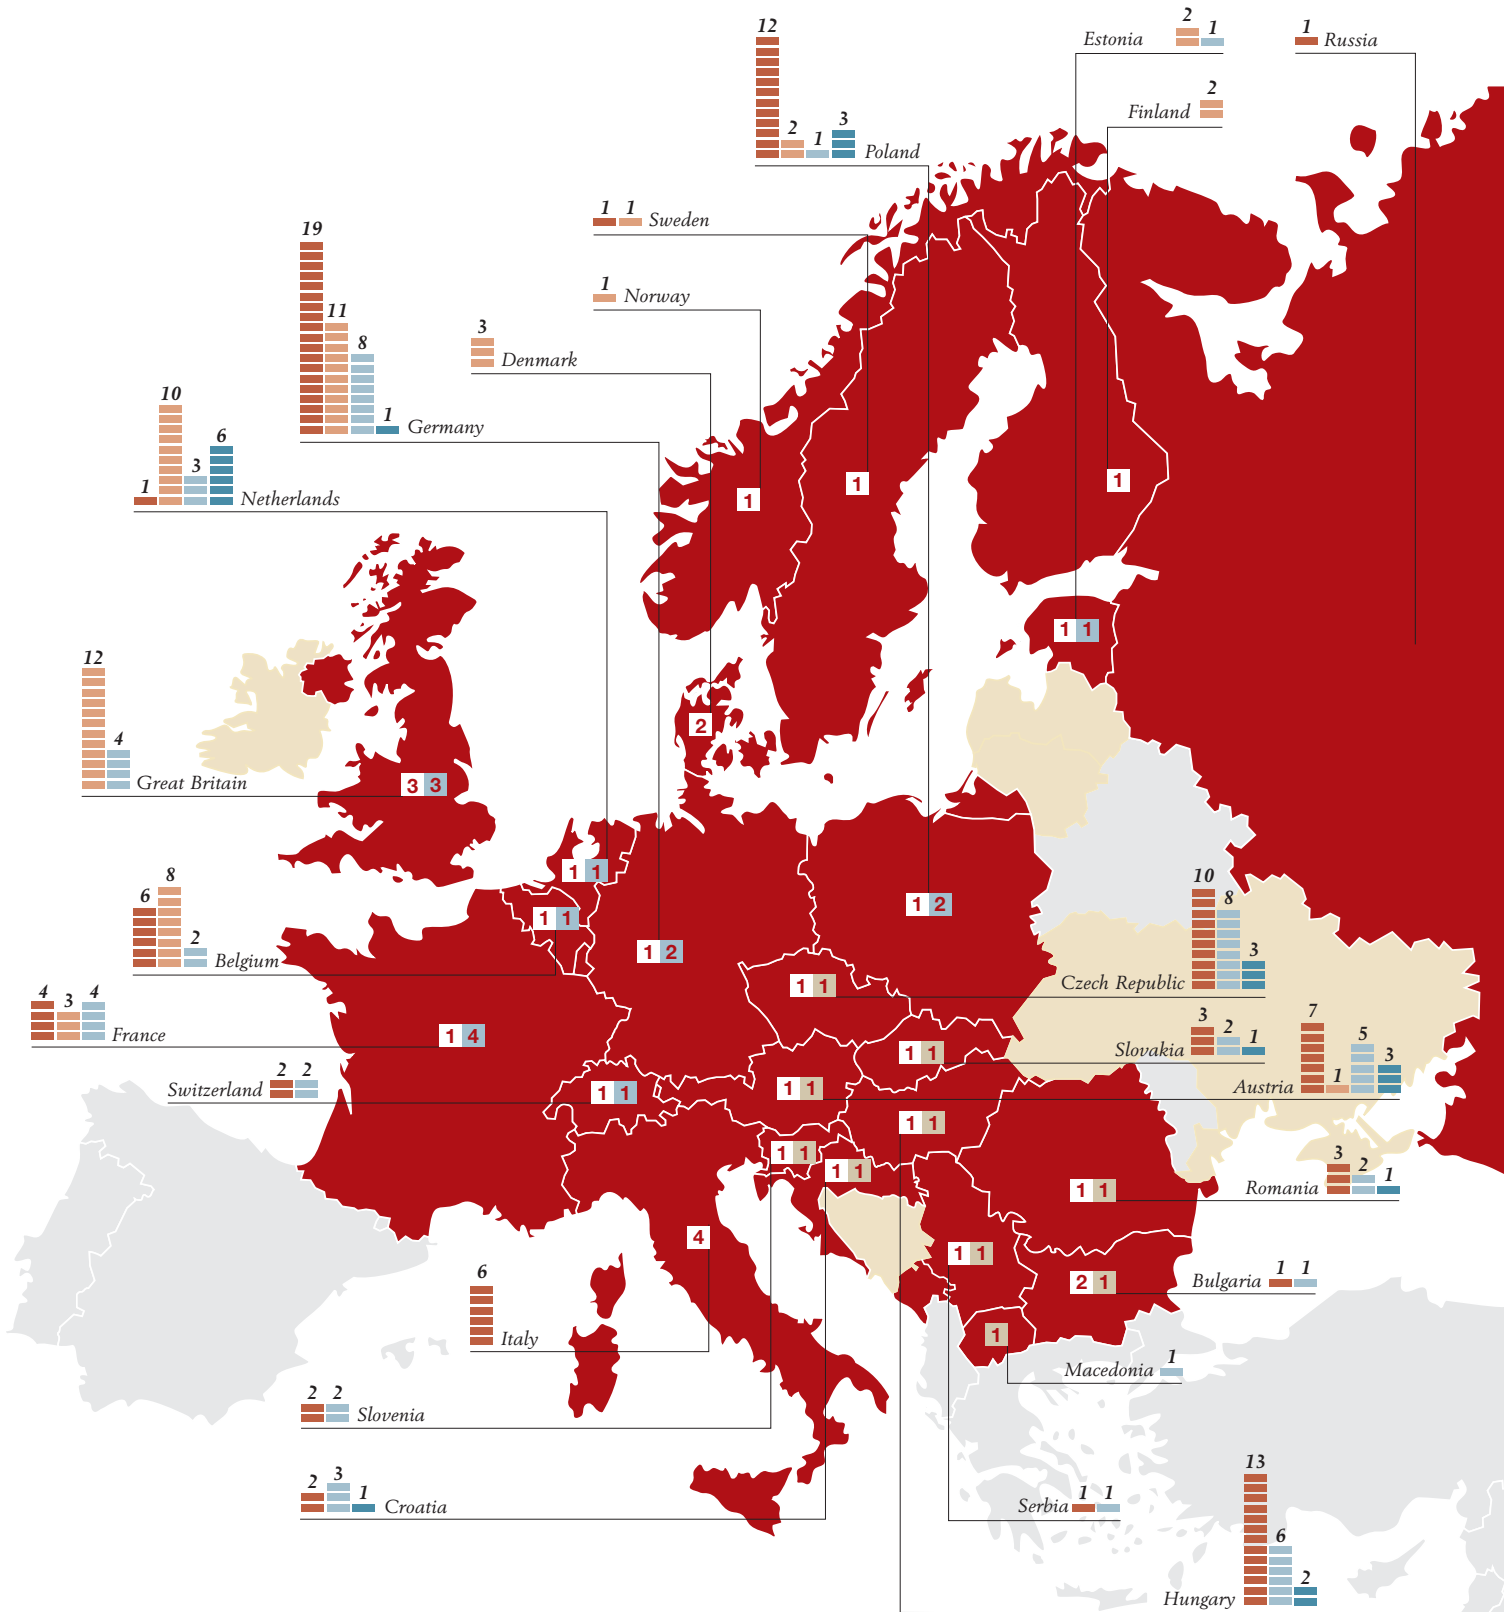 12 2 1 3 Poland
2 1 Estonia
1 Russia
2 Finland
1 1 Sweden
1 Norway
3 Denmark
19 11 8 1 Germany
1 10 3 6 Netherlands
12 4 Great Britain
6 8 2 Belgium
4 3 4 France
Switzerland 2 2
10 8 3 Czech Republic
3 2 1 Slovakia
7 1 5 3 Austria
3 2 1 Romania
Bulgaria 1 1
Macedonia 1
6 Italy
2 2 Slovenia
2 3 1 Croatia
Serbia 1 1
13 6 2 Hungary
1
1
1
1 1
2
3 3
1 1
1 1
1 2
1 2
1 1
1 4
1 1
1 1
1 1
1 1
1 1
1 1
1 1
4
1 1
2 1
1